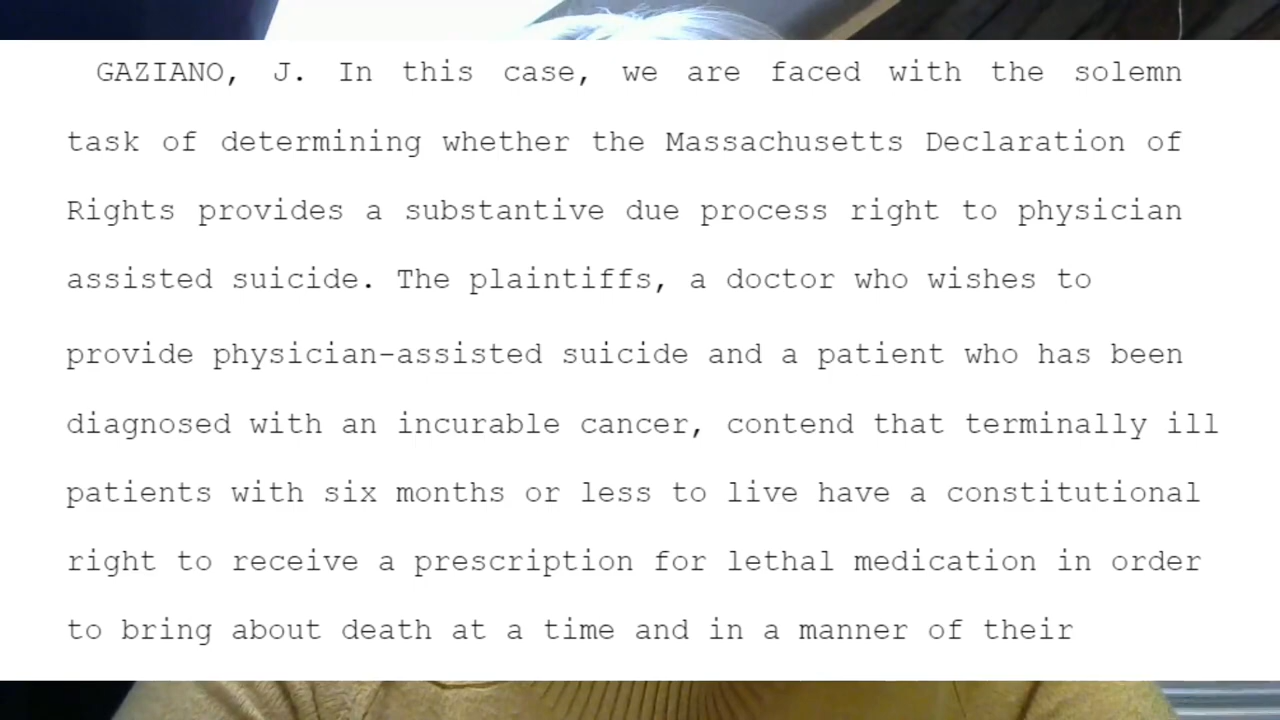 GAZIANO, J. In this case, we are faced with the solemn
task of determining whether the Massachusetts Declaration of
Rights provides a substantive due process right to physician
assisted suicide. The plaintiffs, a doctor who wishes to
provide physician-assisted suicide and a patient who has been
diagnosed with an incurable cancer, contend that terminally ill
patients with six months or less to live have a constitutional
right to receive a prescription for lethal medication in order
to bring about death at a time and in a manner of their